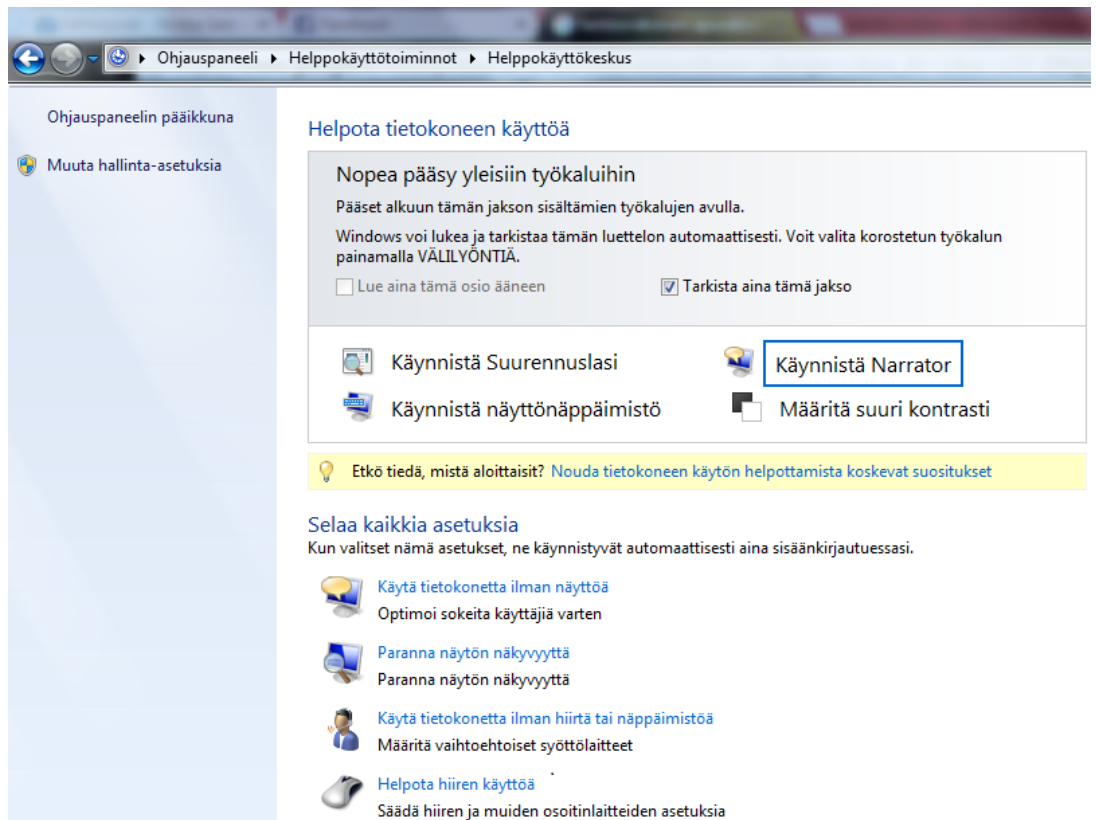 Ohjauspaneeli ▸ Helppokäyttötoiminnot ▸ Helppokäyttökeskus
Ohjauspaneelin pääikkuna
Muuta hallinta-asetuksia
Helpota tietokoneen käyttöä
Nopea pääsy yleisiin työkaluihin
Pääset alkuun tämän jakson sisältämien työkalujen avulla.
Windows voi lukea ja tarkistaa tämän luettelon automaattisesti. Voit valita korostetun työkalun
painamalla VÄLILYÖNTIÄ.
Lue aina tämä osio ääneen
Tarkista aina tämä jakso
Käynnistä Suurennuslasi
Käynnistä Narrator
Käynnistä näyttönäppäimistö
Määritä suuri kontrasti
Etkö tiedä, mistä aloittaisit? Nouda tietokoneen käytön helpottamista koskevat suositukset
Selaa kaikkia asetuksia
Kun valitset nämä asetukset, ne käynnistyvät automaattisesti aina sisäänkirjautuessasi.
Käytä tietokonetta ilman näyttöä
Optimoi sokeita käyttäjiä varten
Paranna näytön näkyvyyttä
Paranna näytön näkyvyyttä
Käytä tietokonetta ilman hiirtä tai näppäimistöä
Määritä vaihtoehtoiset syöttölaitteet
Helpota hiiren käyttöä
Säädä hiiren ja muiden osoitinlaitteiden asetuksia